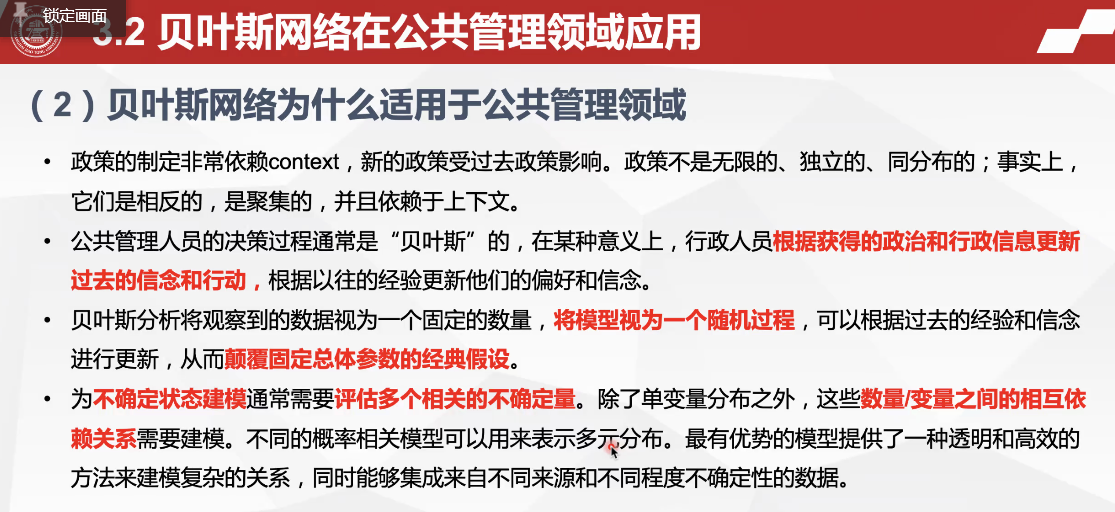 锁定画面
3.2 贝叶斯网络在公共管理领域应用
（2）贝叶斯网络为什么适用于公共管理领域
• 政策的制定非常依赖context，新的政策受过去政策影响。政策不是无限的、独立的、同分布的；事实上，
它们是相反的，是聚集的，并且依赖于上下文。
• 公共管理人员的决策过程通常是“贝叶斯”的，在某种意义上，行政人员根据获得的政治和行政信息更新
过去的信念和行动，根据以往的经验更新他们的偏好和信念。
• 贝叶斯分析将观察到的数据视为一个固定的数量，将模型视为一个随机过程，可以根据过去的经验和信念
进行更新，从而颠覆固定总体参数的经典假设。
• 为不确定状态建模通常需要评估多个相关的不确定量。除了单变量分布之外，这些数量/变量之间的相互依
赖关系需要建模。不同的概率相关模型可以用来表示多元分布。最有优势的模型提供了一种透明和高效的
方法来建模复杂的关系，同时能够集成来自不同来源和不同程度不确定性的数据。